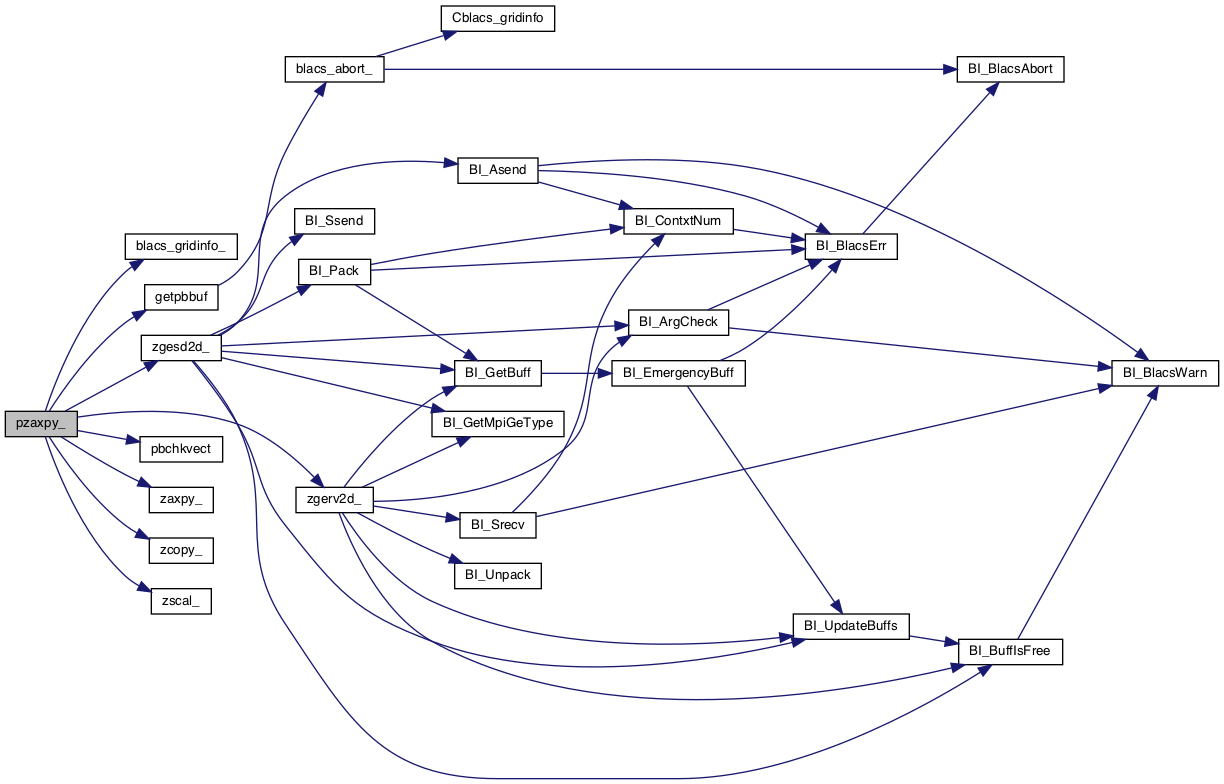 Cblacs_gridinfo
blacs_abort_
BI_BlacsAbort
BI_Asend
BI_Ssend
BI_ContxtNum
blacs_gridinfo_
BI_BlacsErr
BI_Pack
getpbbuf
BI_ArgCheck
zgesd2d_
BI_GetBuff
BI_EmergencyBuff
BI_BlacsWarn
pzaxpy_
BI_GetMpiGeType
pbchkvect
zaxpy_
zgerv2d_
BI_Srecv
zcopy_
BI_Unpack
zscal_
BI_UpdateBuffs
BI_BuffIsFree